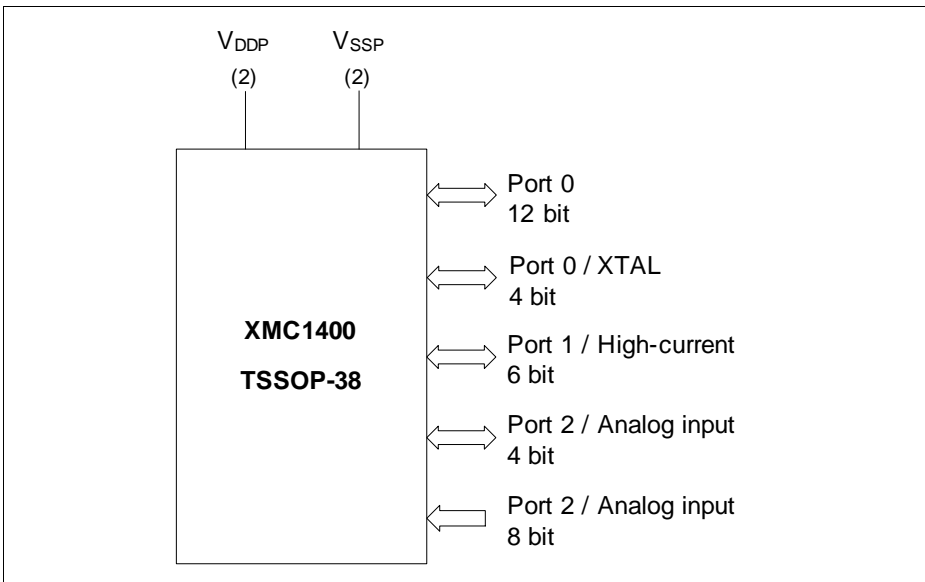 VDDP VSSP
(2) (2)
Port 0
12 bit
Port 0 / XTAL
4 bit
XMC1400
TSSOP-38
Port 1 / High-current
6 bit
Port 2 / Analog input
4 bit
Port 2 / Analog input
8 bit